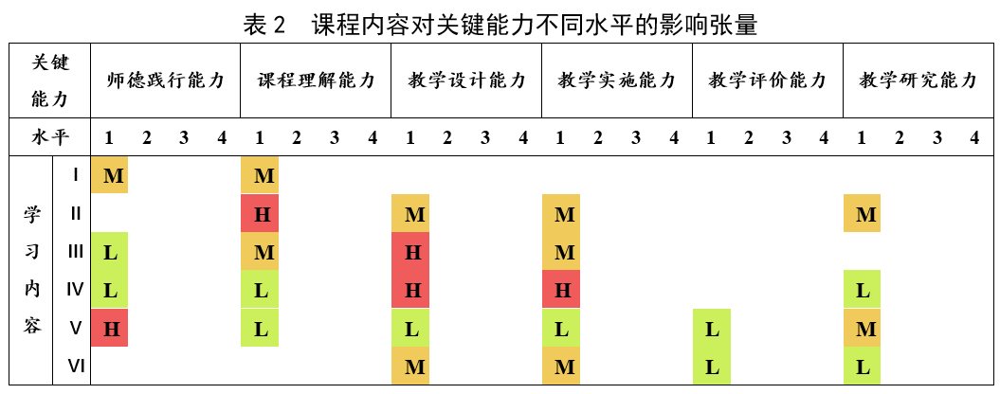 表 2 课程内容对关键能力不同水平的影响张量
关键能力 师德践行能力 课程理解能力 教学设计能力 教学实施能力 教学评价能力 教学研究能力
水平 1 2 3 4 1 2 3 4 1 2 3 4 1 2 3 4 1 2 3 4 1 2 3 4
学习内容
I M M
II H M M M
III L M H M
IV L L H H L
V H L L L L M
VI M M L L